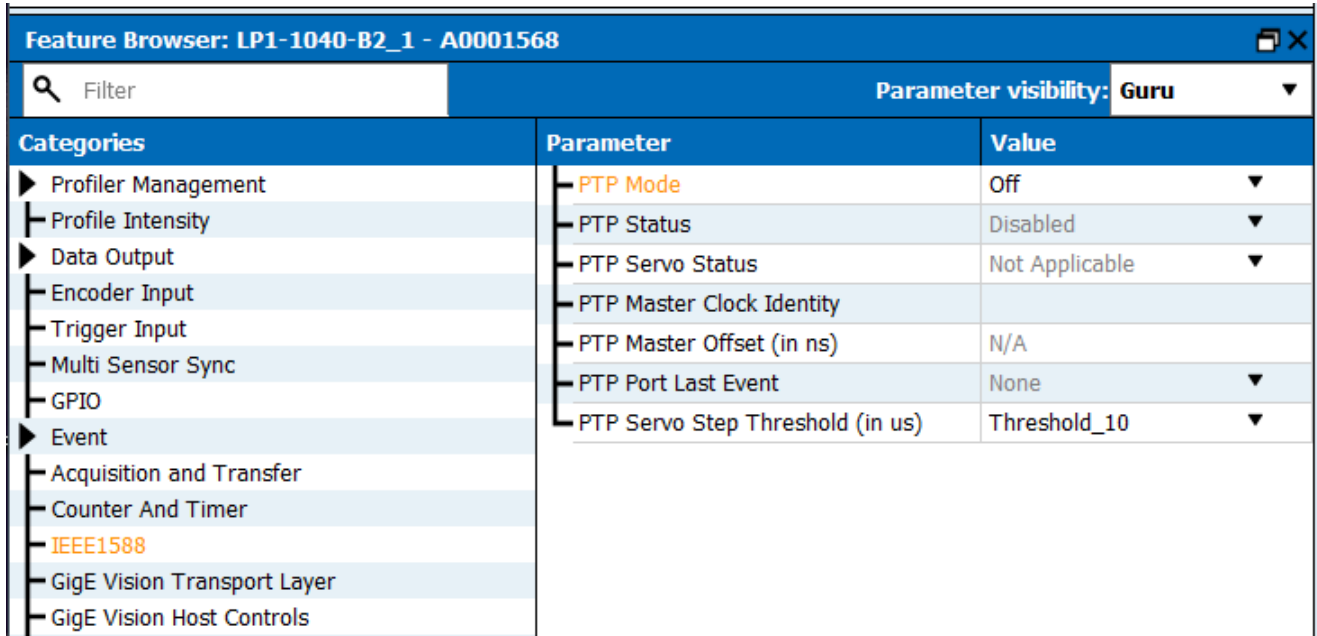 Feature Browser: LP1-1040-B2_1 - A0001568
Filter
Parameter visibility: Guru
Categories
Parameter Value
Profiler Management
Profile Intensity
Data Output
Encoder Input
Trigger Input
Multi Sensor Sync
GPIO
Event
Acquisition and Transfer
Counter And Timer
IEEE1588
GigE Vision Transport Layer
GigE Vision Host Controls
PTP Mode Off
PTP Status Disabled
PTP Servo Status Not Applicable
PTP Master Clock Identity
PTP Master Offset (in ns) N/A
PTP Port Last Event None
PTP Servo Step Threshold (in us) Threshold_10